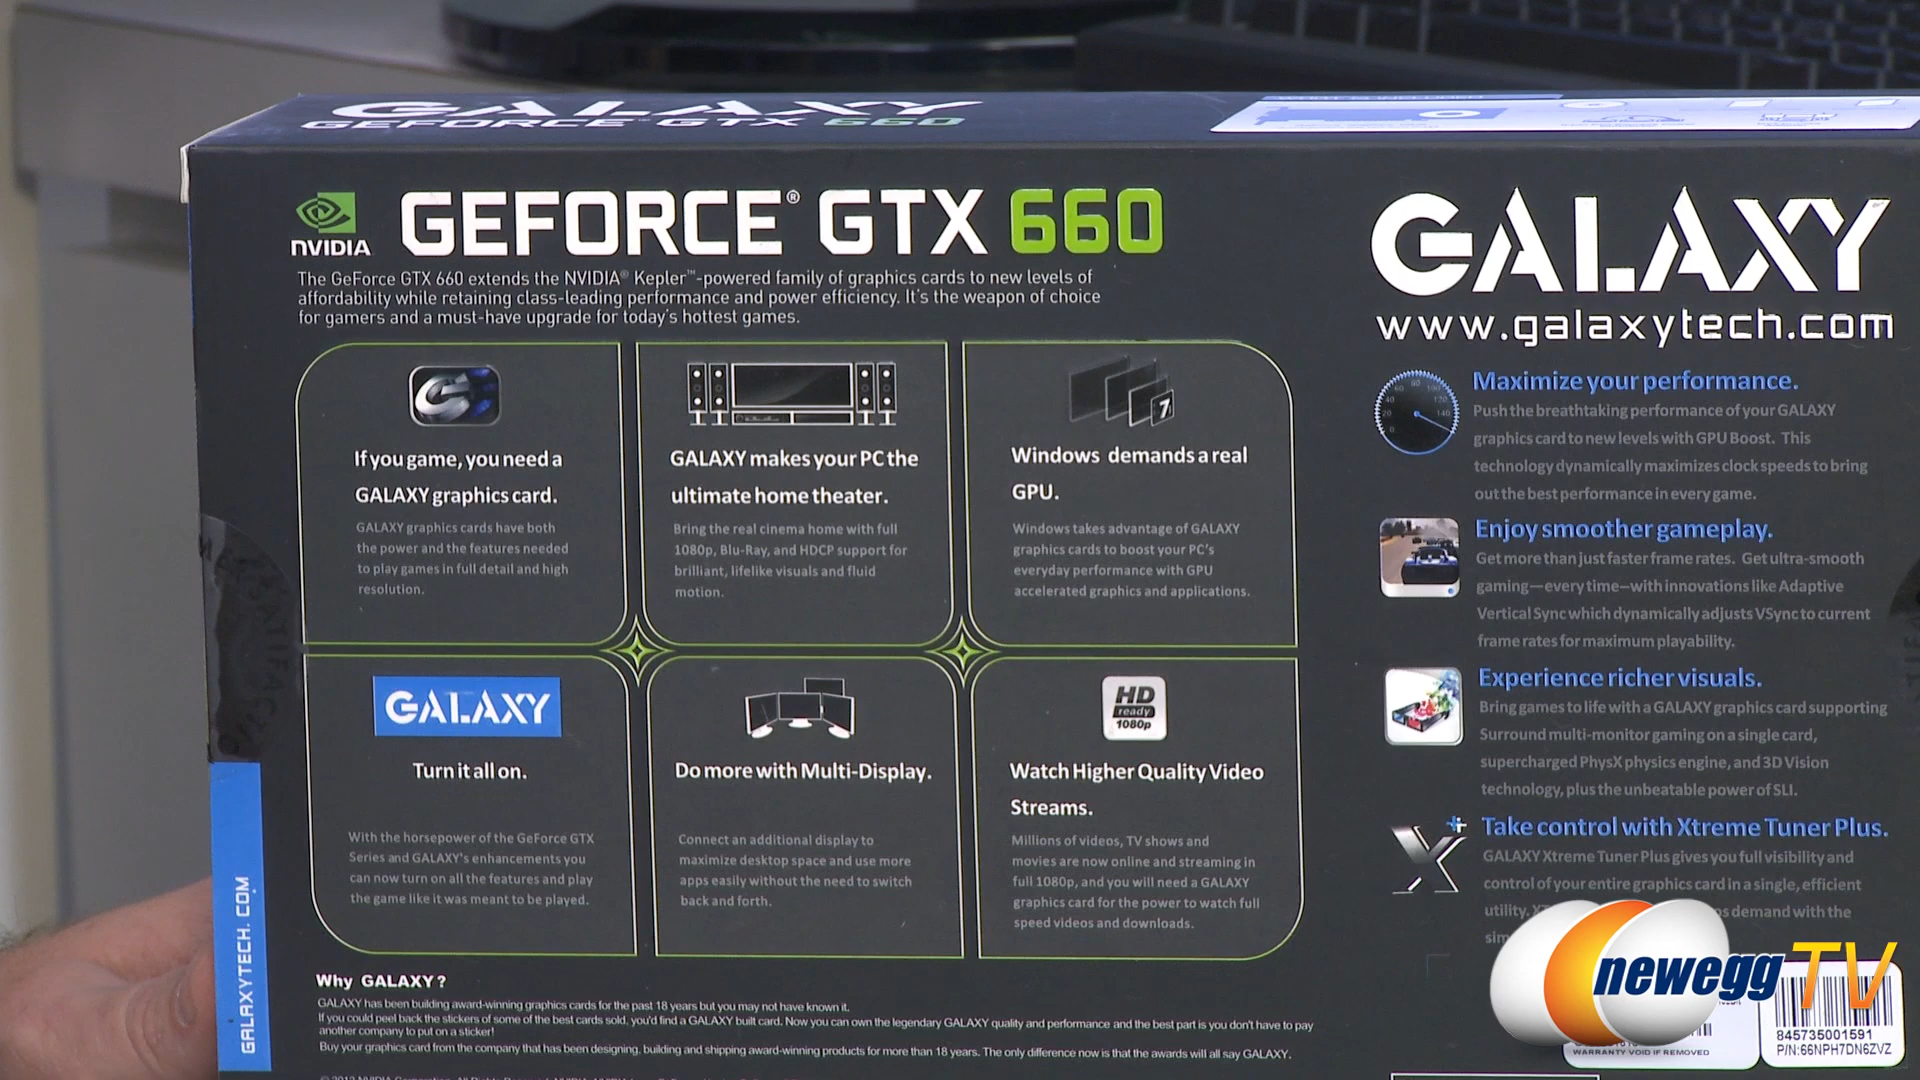 GALAXY
GEFORCE GTX 660
NVIDIA
GEFORCE® GTX 660
The GeForce GTX 660 extends the NVIDIA® Kepler™-powered family of graphics cards to new levels of
affordability while retaining class-leading performance and power efficiency. It's the weapon of choice
for gamers and a must-have upgrade for today's hottest games.
If you game, you need a
GALAXY graphics card.
GALAXY graphics cards have both
the power and the features needed
to play games in full detail and high
resolution.
GALAXY makes your PC the
ultimate home theater.
Bring the real cinema home with full
1080p, Blu-Ray, and HDCP support for
brilliant, lifelike visuals and fluid
motion.
7
Windows demands a real
GPU.
Windows takes advantage of GALAXY
graphics cards to boost your PC's
everyday performance with GPU
accelerated graphics and applications.
GALAXY
Turn it all on.
With the horsepower of the GeForce GTX
Series and GALAXY's enhancements you
can now turn on all the features and play
the game like it was meant to be played.
Do more with Multi-Display.
Connect an additional display to
maximize desktop space and use more
apps easily without the need to switch
back and forth.
HD
ready
1080p
Watch Higher Quality Video
Streams.
Millions of videos, TV shows and
movies are now online and streaming in
full 1080p, and you will need a GALAXY
graphics card for the power to watch full
speed videos and downloads.
Why GALAXY?
GALAXY has been building award-winning graphics cards for the past 18 years but you may not have known it.
If you could peel back the stickers of some of the best cards sold, you'd find a GALAXY built card. Now you can own the legendary GALAXY quality and performance and the best part is you don't have to pay
another company to put on a sticker!
Buy your graphics card from the company that has been designing, building and shipping award-winning products for more than 18 years. The only difference now is that the awards will all say GALAXY.
GALAXYTECH.COM
GALAXY
www.galaxytech.com
Maximize your performance.
Push the breathtaking performance of your GALAXY
graphics card to new levels with GPU Boost. This
technology dynamically maximizes clock speeds to bring
out the best performance in every game.
Enjoy smoother gameplay.
Get more than just faster frame rates. Get ultra-smooth
gaming—every time—with innovations like Adaptive
Vertical Sync which dynamically adjusts VSync to current
frame rates for maximum playability.
Experience richer visuals.
Bring games to life with a GALAXY graphics card supporting
Surround multi-monitor gaming on a single card,
supercharged PhysX physics engine, and 3D Vision
technology, plus the unbeatable power of SLI.
Take control with Xtreme Tuner Plus.
GALAXY Xtreme Tuner Plus gives you full visibility and
control of your entire graphics card in a single, efficient
utility. demand with the
newegg TV
WARRANTY VOID IF REMOVED
845735001591
P/N:66NPH7DN6ZVZ